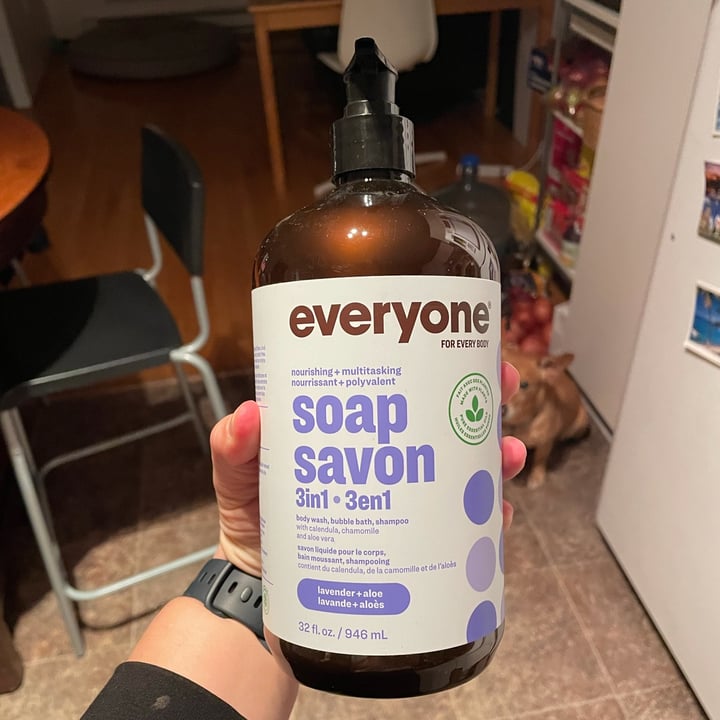 everyone®
FOR EVERY BODY
nourishing + multitasking
nourrissant + polyvalent
soap
savon
3in1 • 3en1
body wash, bubble bath, shampoo
with calendula, chamomile
and aloe vera
savon liquide pour le corps,
bain moussant, shampooing
contient du calendula, de la camomille et de l'aloès
lavender + aloe
lavande + aloès
32 fl. oz. / 946 mL